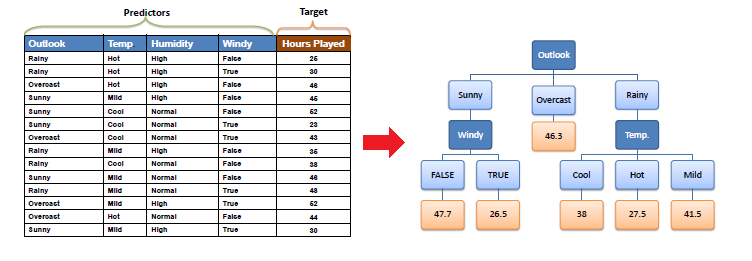 Predictors Target
Outlook Temp. Humidity Windy Hours Played
Rainy Hot High False 25
Rainy Hot High True 30
Overcast Hot High False 46
Sunny Mild High False 45
Sunny Cool Normal False 52
Sunny Cool Normal True 23
Overcast Cool Normal True 43
Rainy Mild High False 35
Rainy Cool Normal False 38
Sunny Mild Normal False 46
Rainy Mild Normal True 48
Overcast Mild High True 52
Overcast Hot Normal False 44
Sunny Mild High True 30
Outlook
Sunny Overcast Rainy
Windy 46.3 Temp.
FALSE TRUE Cool Hot Mild
47.7 26.5 38 27.5 41.5